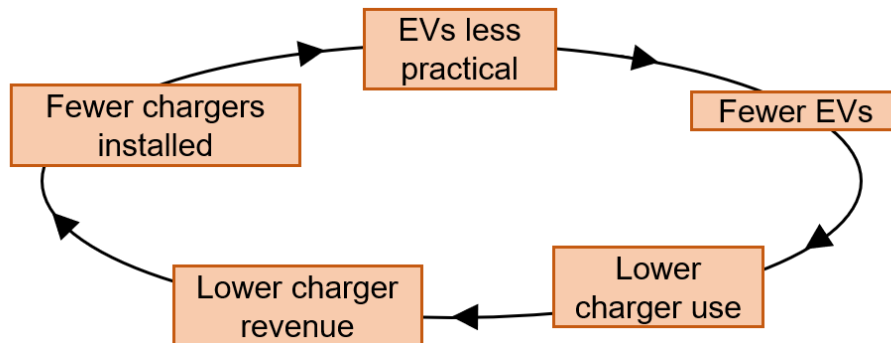 EVs less
practical
Fewer EVs
Lower
charger use
Lower charger
revenue
Fewer chargers
installed